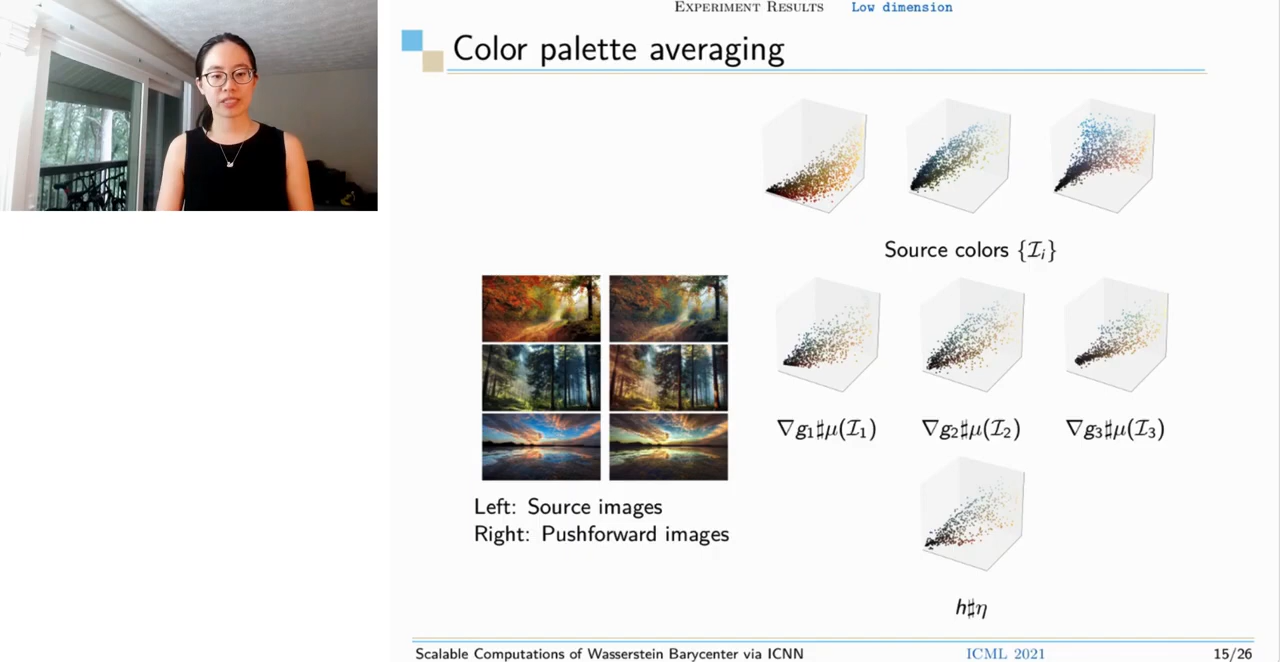 EXPERIMENT RESULTS Low dimension
Color palette averaging
Source colors {ℐᵢ}
∇g₁♯μ(ℐ₁) ∇g₂♯μ(ℐ₂) ∇g₃♯μ(ℐ₃)
Left: Source images
Right: Pushforward images
h♯η
Scalable Computations of Wasserstein Barycenter via ICNN ICML 2021 15/26